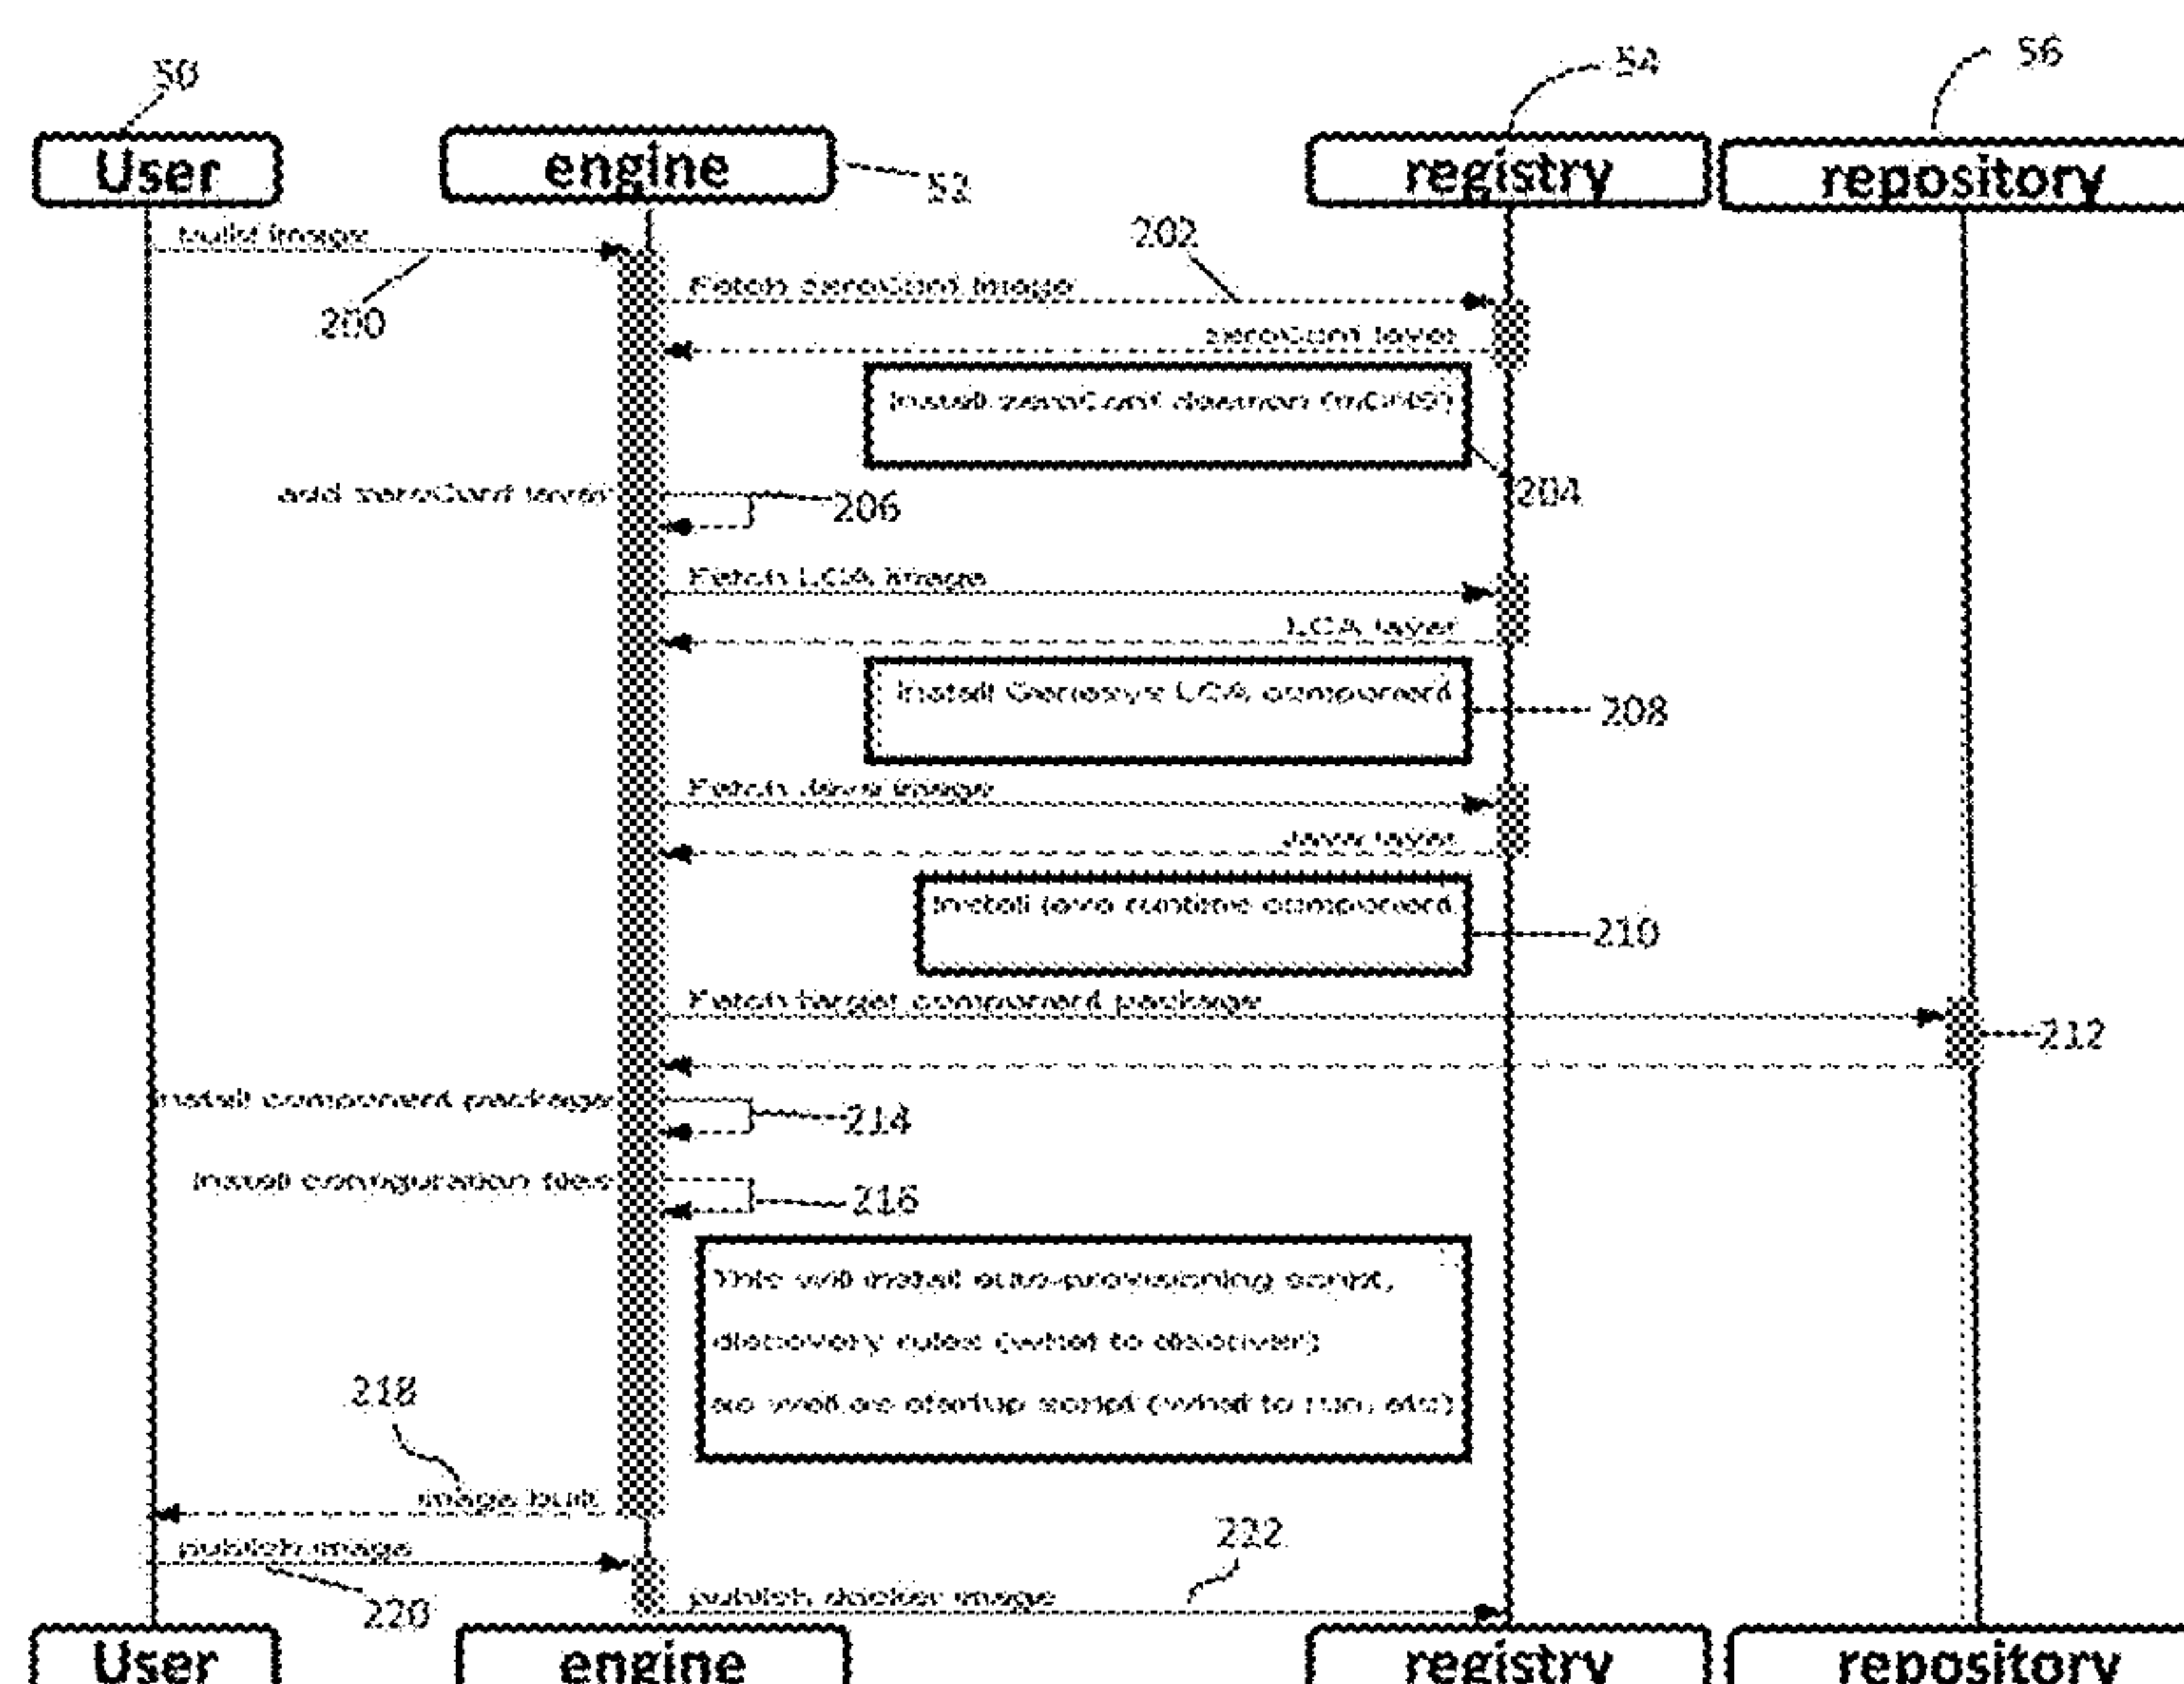 50
54
56
User
engine
registry
repository
52
build image
202
Fetch zeroConf image
200
zeroConf layer
Install zeroConf daemon (mDNS)
add zeroConf layer
206
204
Fetch LCA image
LCA layer
Install Genesys LCA component
208
Fetch Java image
Java layer
Install java runtime component
210
Fetch target component package
212
install component package
214
Install configuration files
216
This will install auto-provisioning script,
discovery rules (what to discover)
as well as startup script (what to run, etc)
218
image built
publish image
222
220
publish docker image
User
engine
registry
repository